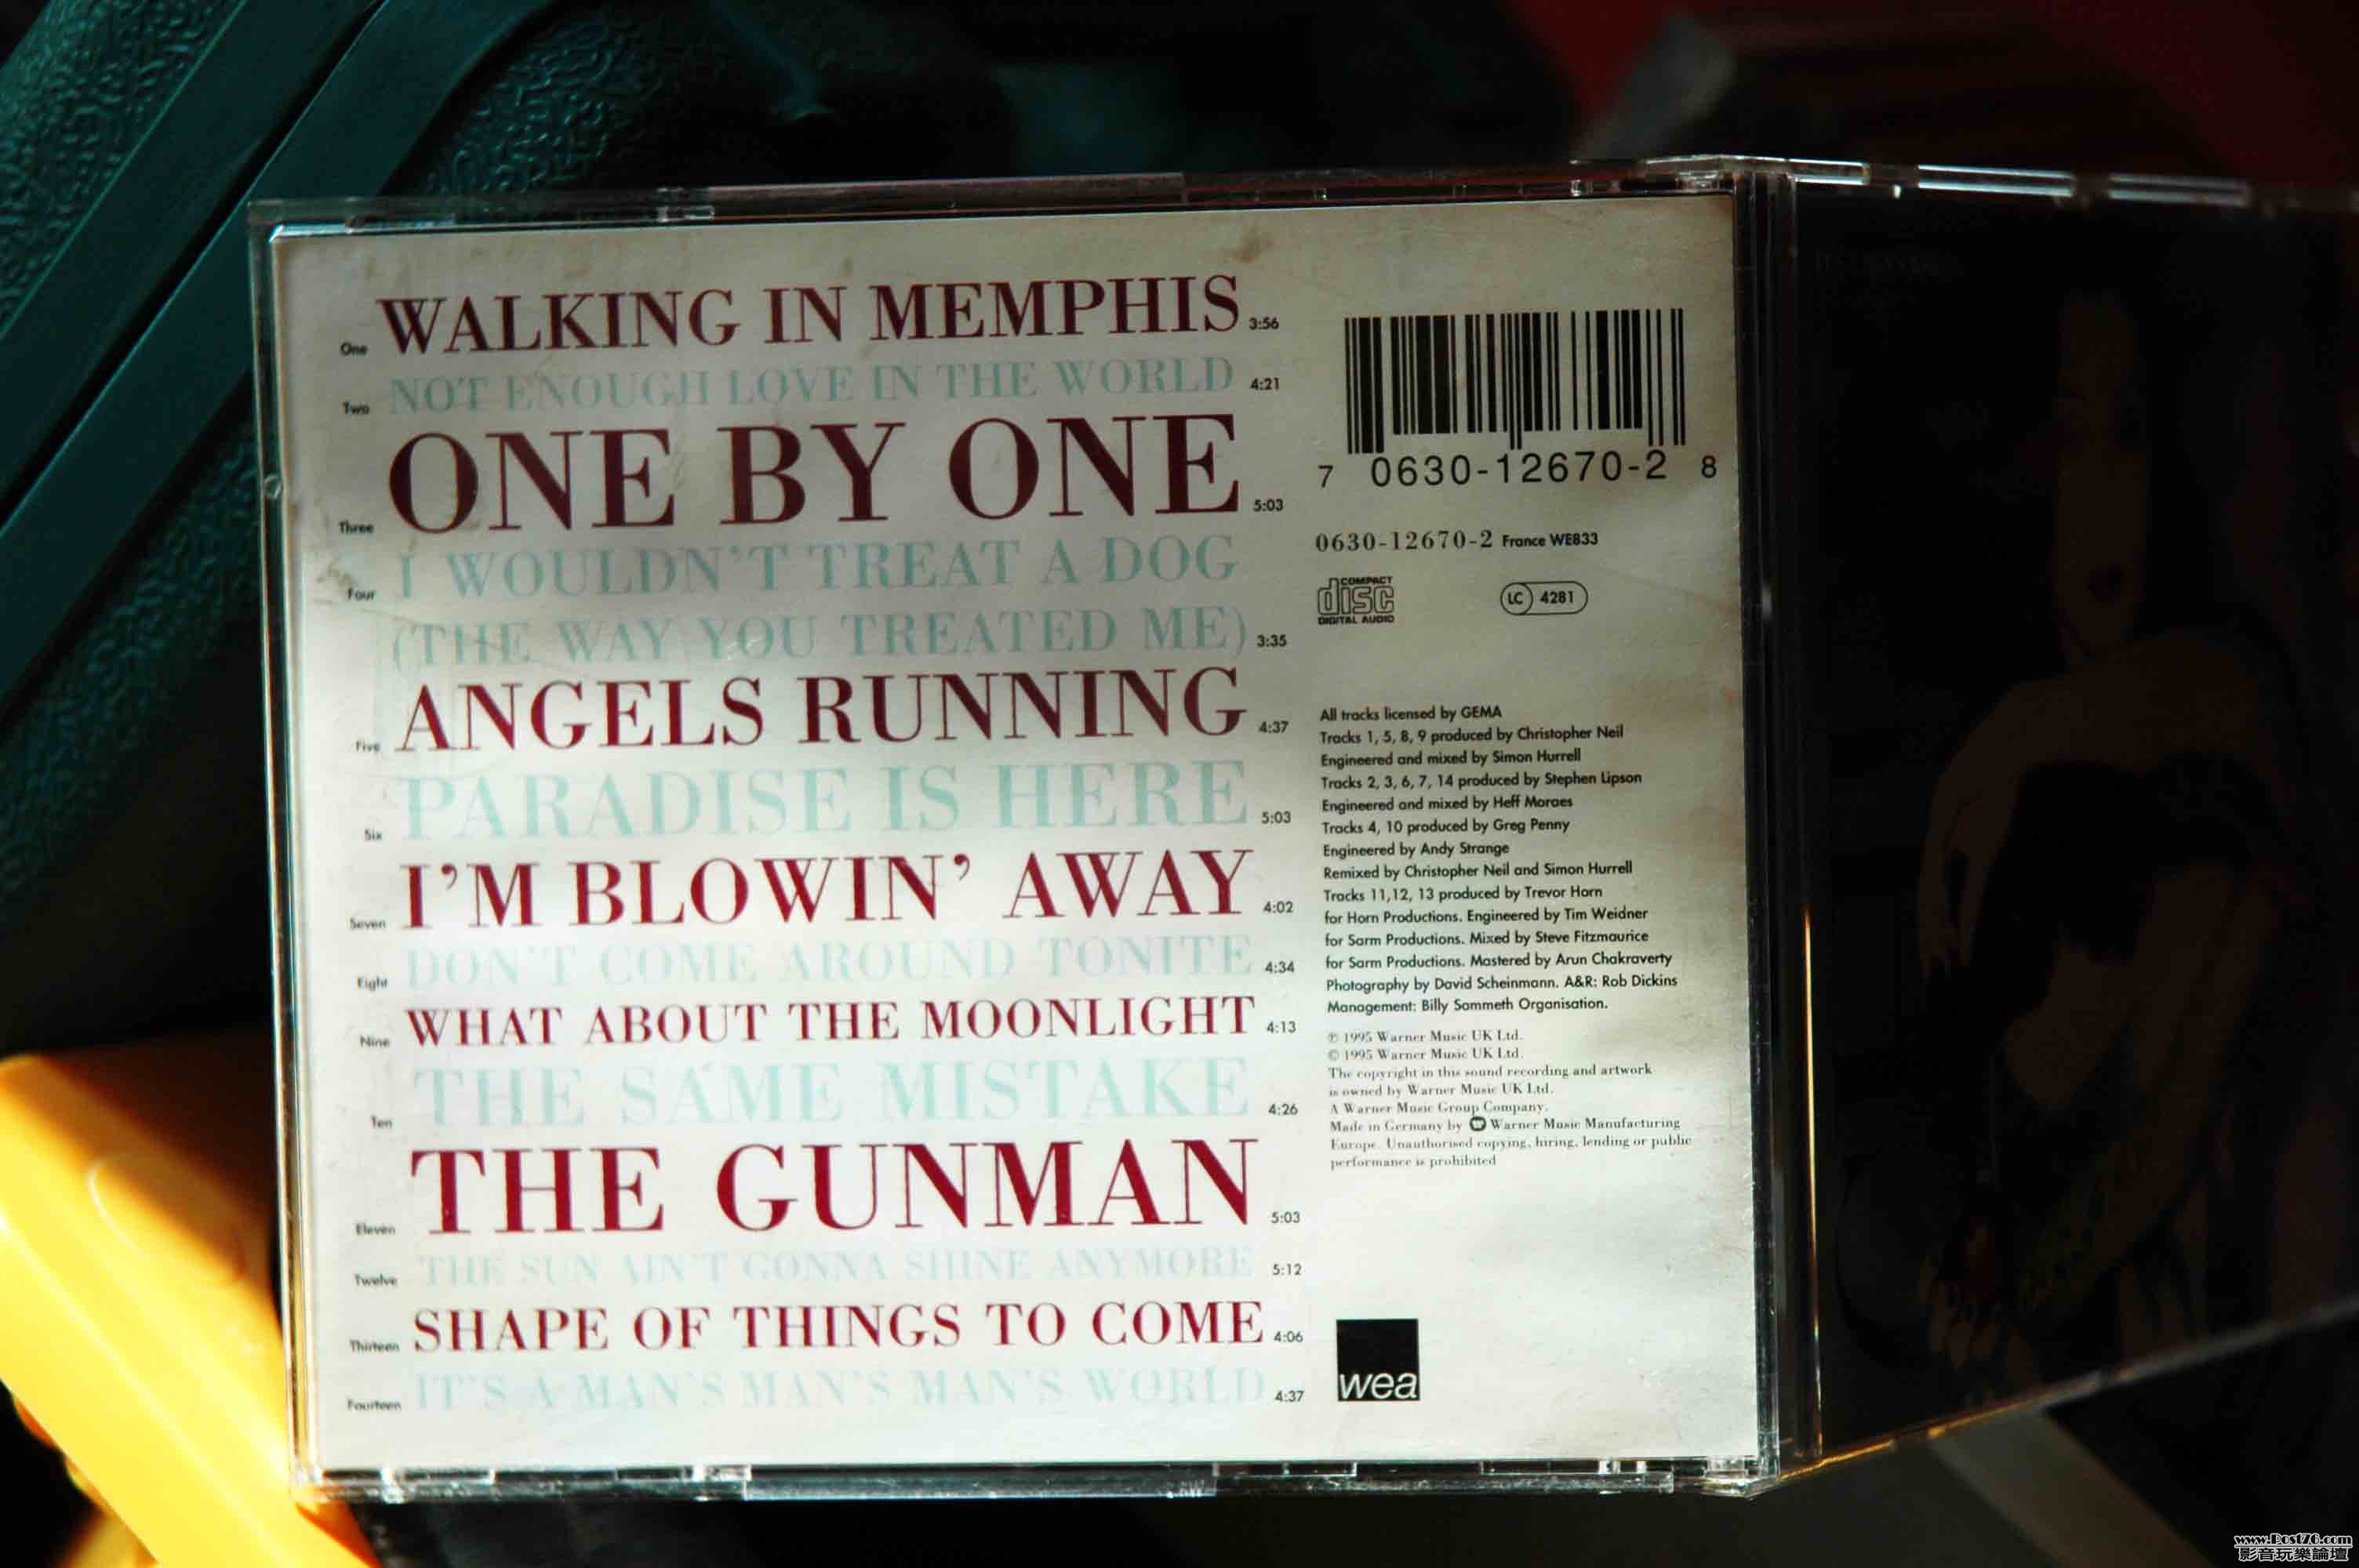 One WALKING IN MEMPHIS 3:56
Two NOT ENOUGH LOVE IN THE WORLD 4:21
Three ONE BY ONE 5:03
Four I WOULDN'T TREAT A DOG
(THE WAY YOU TREATED ME) 3:35
Five ANGELS RUNNING 4:37
Six PARADISE IS HERE 5:03
Seven I'M BLOWIN' AWAY 4:02
Eight DON'T COME AROUND TONITE 4:34
Nine WHAT ABOUT THE MOONLIGHT 4:13
Ten THE SAME MISTAKE 4:26
Eleven THE GUNMAN 5:03
Twelve THE SUN AIN'T GONNA SHINE ANYMORE 5:12
Thirteen SHAPE OF THINGS TO COME 4:06
Fourteen IT'S A MAN'S MAN'S MAN'S WORLD 4:37
7 0630-12670-2 8
0630-12670-2 France WE833
COMPACT
disc
DIGITAL AUDIO
LC 4281
All tracks licensed by GEMA
Tracks 1, 5, 8, 9 produced by Christopher Neil
Engineered and mixed by Simon Hurrell
Tracks 2, 3, 6, 7, 14 produced by Stephen Lipson
Engineered and mixed by Heff Moraes
Tracks 4, 10 produced by Greg Penny
Engineered by Andy Strange
Remixed by Christopher Neil and Simon Hurrell
Tracks 11,12, 13 produced by Trevor Horn
for Horn Productions. Engineered by Tim Weidner
for Sarm Productions. Mixed by Steve Fitzmaurice
for Sarm Productions. Mastered by Arun Chakraverty
Photography by David Scheinmann. A&R: Rob Dickins
Management: Billy Sammeth Organisation.
℗ 1995 Warner Music UK Ltd.
© 1995 Warner Music UK Ltd.
The copyright in this sound recording and artwork
is owned by Warner Music UK Ltd.
A Warner Music Group Company.
Made in Germany by Warner Music Manufacturing
Europe. Unauthorised copying, hiring, lending or public
performance is prohibited
wea
www.Post76.com
影音玩樂論壇